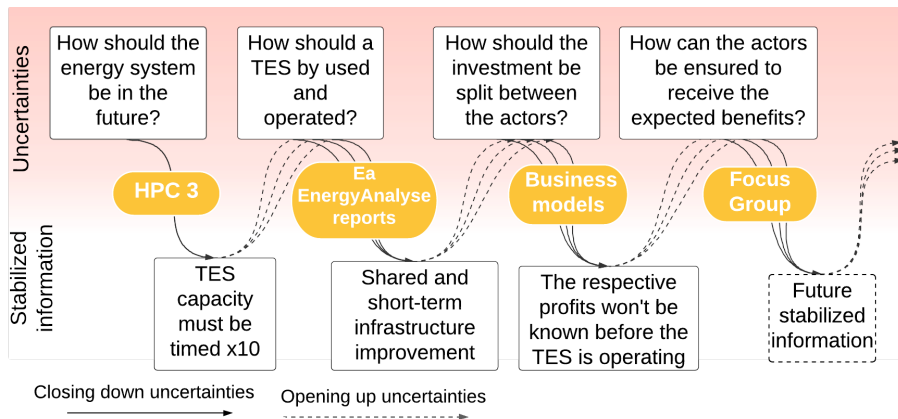 Uncertainties
How should the
energy system
be in the
future?
How should a
TES by used
and
operated?
How should the
investment be
split between
the actors?
How can the actors
be ensured to
receive the
expected benefits?
HPC 3
Ea
EnergyAnalyse
reports
Business
models
Focus
Group
Stabilized
information
TES
capacity
must be
timed x10
Shared and
short-term
infrastructure
improvement
The respective
profits won't be
known before the
TES is operating
Future
stabilized
information
Closing down uncertainties
Opening up uncertainties